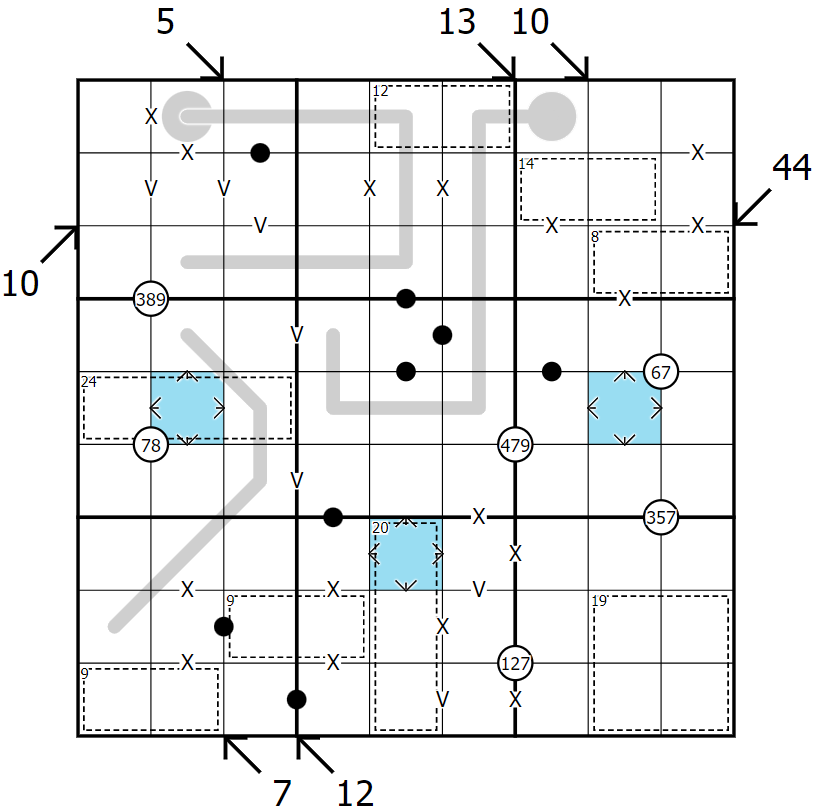 5 13 10
12
X
X X
14 44
V V X X
V X X
8
10
389 X
V
24 67
78 479
V
X 357
20 X
X X V
9 19
X
X X 127
9
V X
7 12